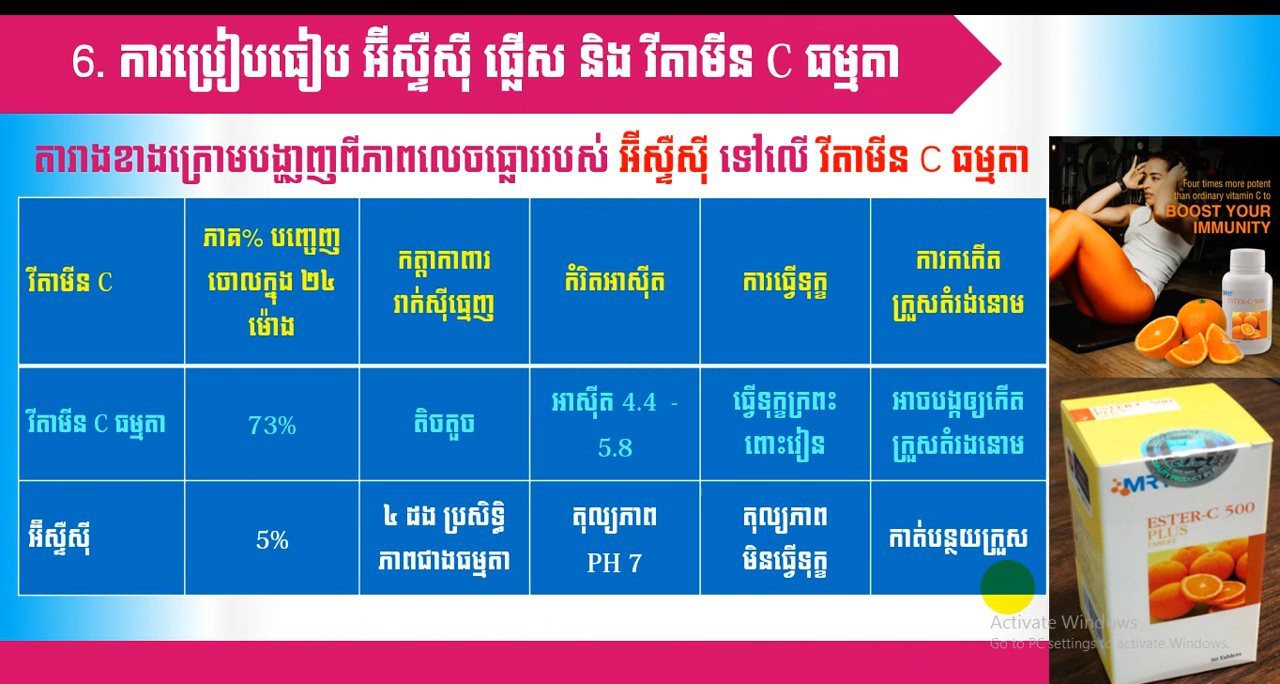 6. ការប្រៀបធៀប អ៊ីស្ទឺស៊ី ផ្លើស និង វីតាមីន C ធម្មតា
តារាងខាងក្រោមបង្ហាញពីភាពលេចធ្លោររបស់ អ៊ីស្ទឺស៊ី ទៅលើ វីតាមីន C ធម្មតា
វីតាមីន C
ភាគ% បញ្ចេញ
ចោលក្នុង ២៤
ម៉ោង
កត្តាការពារ
រាក់ស៊ីធ្មេញ
កំរិតអាស៊ីត
ការធ្វើទុក្ខ
ការកកើត
ក្រួសតំរង់នោម
វីតាមីន C ធម្មតា
73%
តិចតួច
អាស៊ីត 4.4 -
5.8
ធ្វើទុក្ខក្រពះ
ពោះវៀន
អាចបង្កឲ្យកើត
ក្រួសតំរងនោម
អ៊ីស្ទឺស៊ី
5%
៤ ដង ប្រសិទ្ធិ
ភាពជាងធម្មតា
តុល្យភាព
PH 7
តុល្យភាព
មិនធ្វើទុក្ខ
កាត់បន្ថយក្រួស
Four times more potent
than ordinary vitamin C to
BOOST YOUR
IMMUNITY
ESTER-C 500
ESTER-C 500
PLUS
MRT
ESTER-C 500
PLUS
TABLET
30 Tablets
Activate Windows
Go to PC settings to activate Windows.